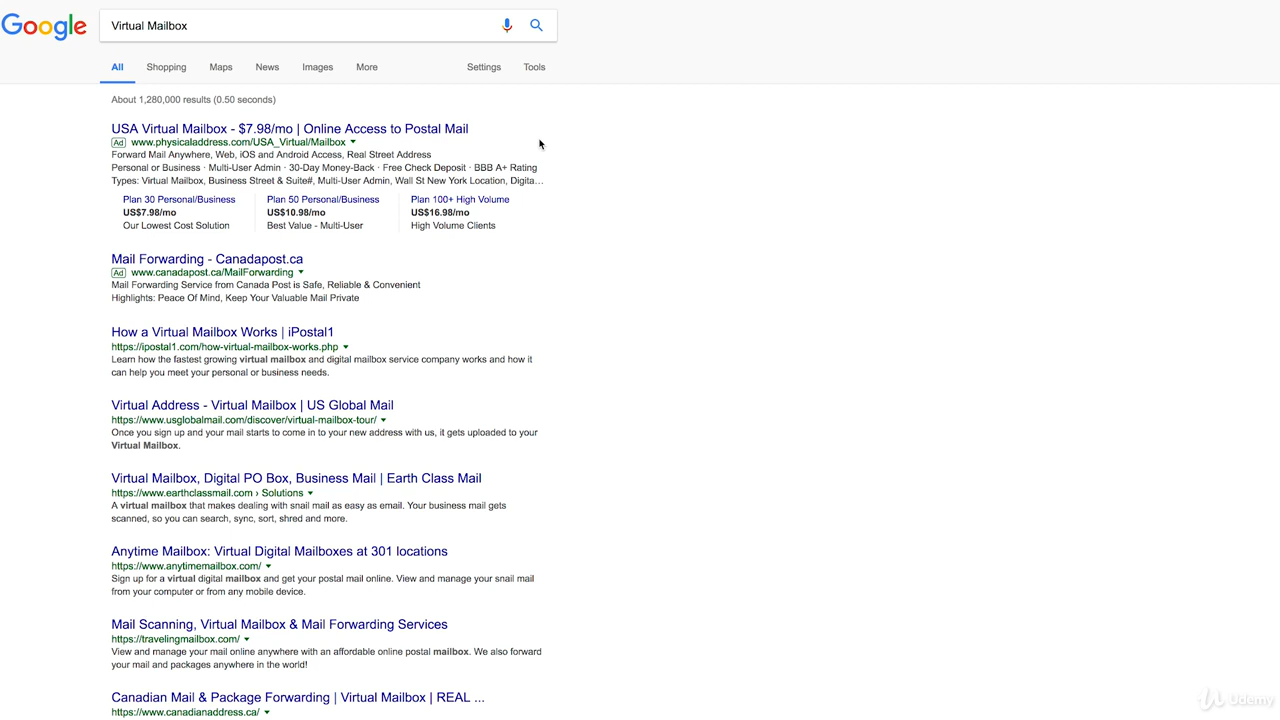 Google
Virtual Mailbox
All Shopping Maps News Images More Settings Tools
About 1,280,000 results (0.50 seconds)
USA Virtual Mailbox - $7.98/mo | Online Access to Postal Mail
Ad www.physicaladdress.com/USA_Virtual/Mailbox
Forward Mail Anywhere, Web, iOS and Android Access, Real Street Address
Personal or Business · Multi-User Admin · 30-Day Money-Back · Free Check Deposit · BBB A+ Rating
Types: Virtual Mailbox, Business Street & Suite#, Multi-User Admin, Wall St New York Location, Digita...
Plan 30 Personal/Business Plan 50 Personal/Business Plan 100+ High Volume
US$7.98/mo US$10.98/mo US$16.98/mo
Our Lowest Cost Solution Best Value - Multi-User High Volume Clients
Mail Forwarding - Canadapost.ca
Ad www.canadapost.ca/MailForwarding
Mail Forwarding Service from Canada Post is Safe, Reliable & Convenient
Highlights: Peace Of Mind, Keep Your Valuable Mail Private
How a Virtual Mailbox Works | iPostal1
https://ipostal1.com/how-virtual-mailbox-works.php
Learn how the fastest growing virtual mailbox and digital mailbox service company works and how it
can help you meet your personal or business needs.
Virtual Address - Virtual Mailbox | US Global Mail
https://www.usglobalmail.com/discover/virtual-mailbox-tour/
Once you sign up and your mail starts to come in to your new address with us, it gets uploaded to your
Virtual Mailbox.
Virtual Mailbox, Digital PO Box, Business Mail | Earth Class Mail
https://www.earthclassmail.com › Solutions
A virtual mailbox that makes dealing with snail mail as easy as email. Your business mail gets
scanned, so you can search, sync, sort, shred and more.
Anytime Mailbox: Virtual Digital Mailboxes at 301 locations
https://www.anytimemailbox.com/
Sign up for a virtual digital mailbox and get your postal mail online. View and manage your snail mail
from your computer or from any mobile device.
Mail Scanning, Virtual Mailbox & Mail Forwarding Services
https://travelingmailbox.com/
View and manage your mail online anywhere with an affordable online postal mailbox. We also forward
your mail and packages anywhere in the world!
Canadian Mail & Package Forwarding | Virtual Mailbox | REAL ...
https://www.canadianaddress.ca/
Udemy